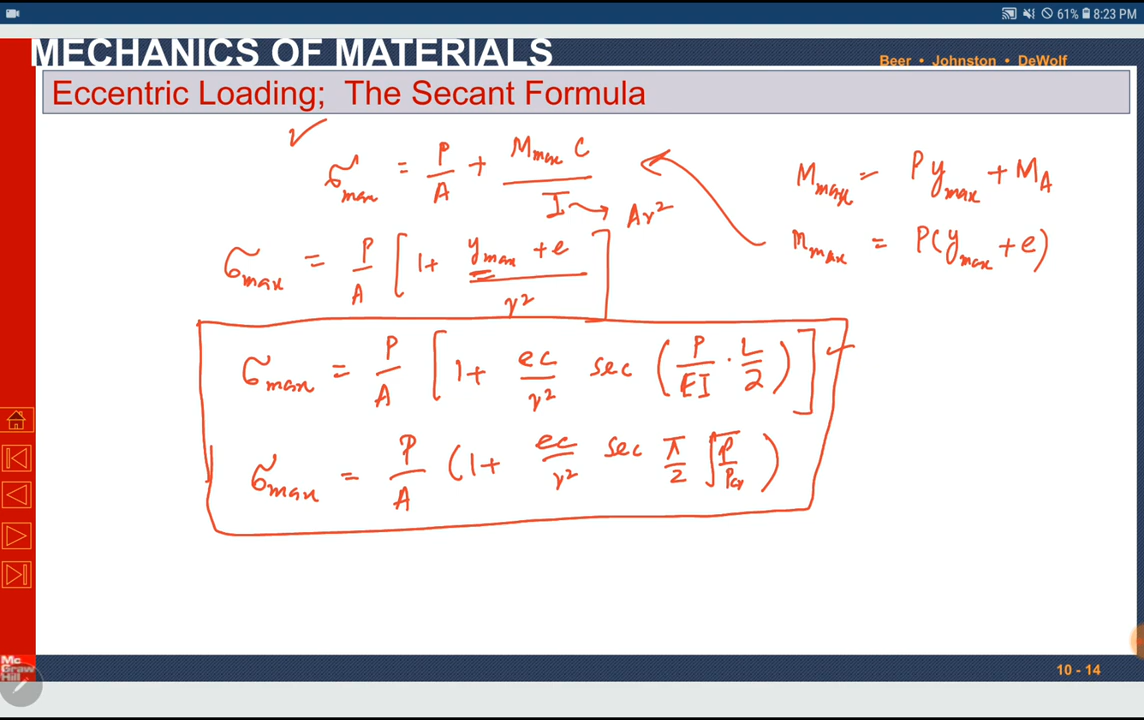 61% 8:23 PM
MECHANICS OF MATERIALS
Beer • Johnston • DeWolf
Eccentric Loading; The Secant Formula
σmax = P/A + Mmax C / I → Ar²
Mmax = P ymax + MA
Mmax = P(ymax + e)
σmax = P/A [1 + ymax + e / r²]
σmax = P/A [1 + ec/r² sec (P/EI · L/2)]
σmax = P/A (1 + ec/r² sec π/2 √P/Pcr)
Mc
Graw
Hill
10 - 14